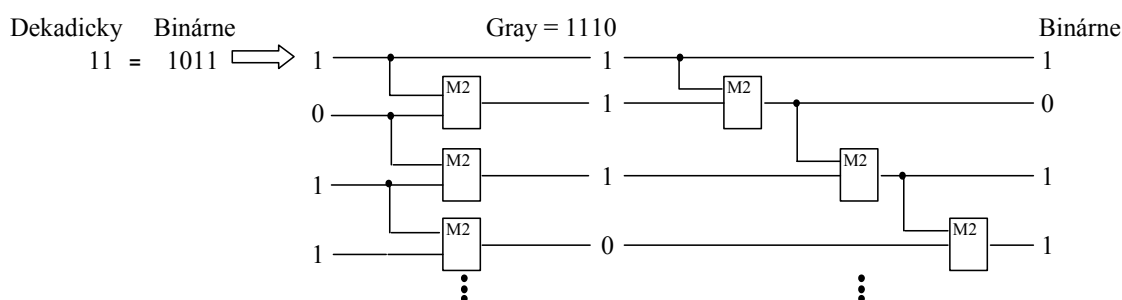 Dekadicky Binárne Gray = 1110 Binárne
11 = 1011 1 1 1
M2 M2
0 1 0
M2 M2
1 1 1
M2 M2
1 0 1